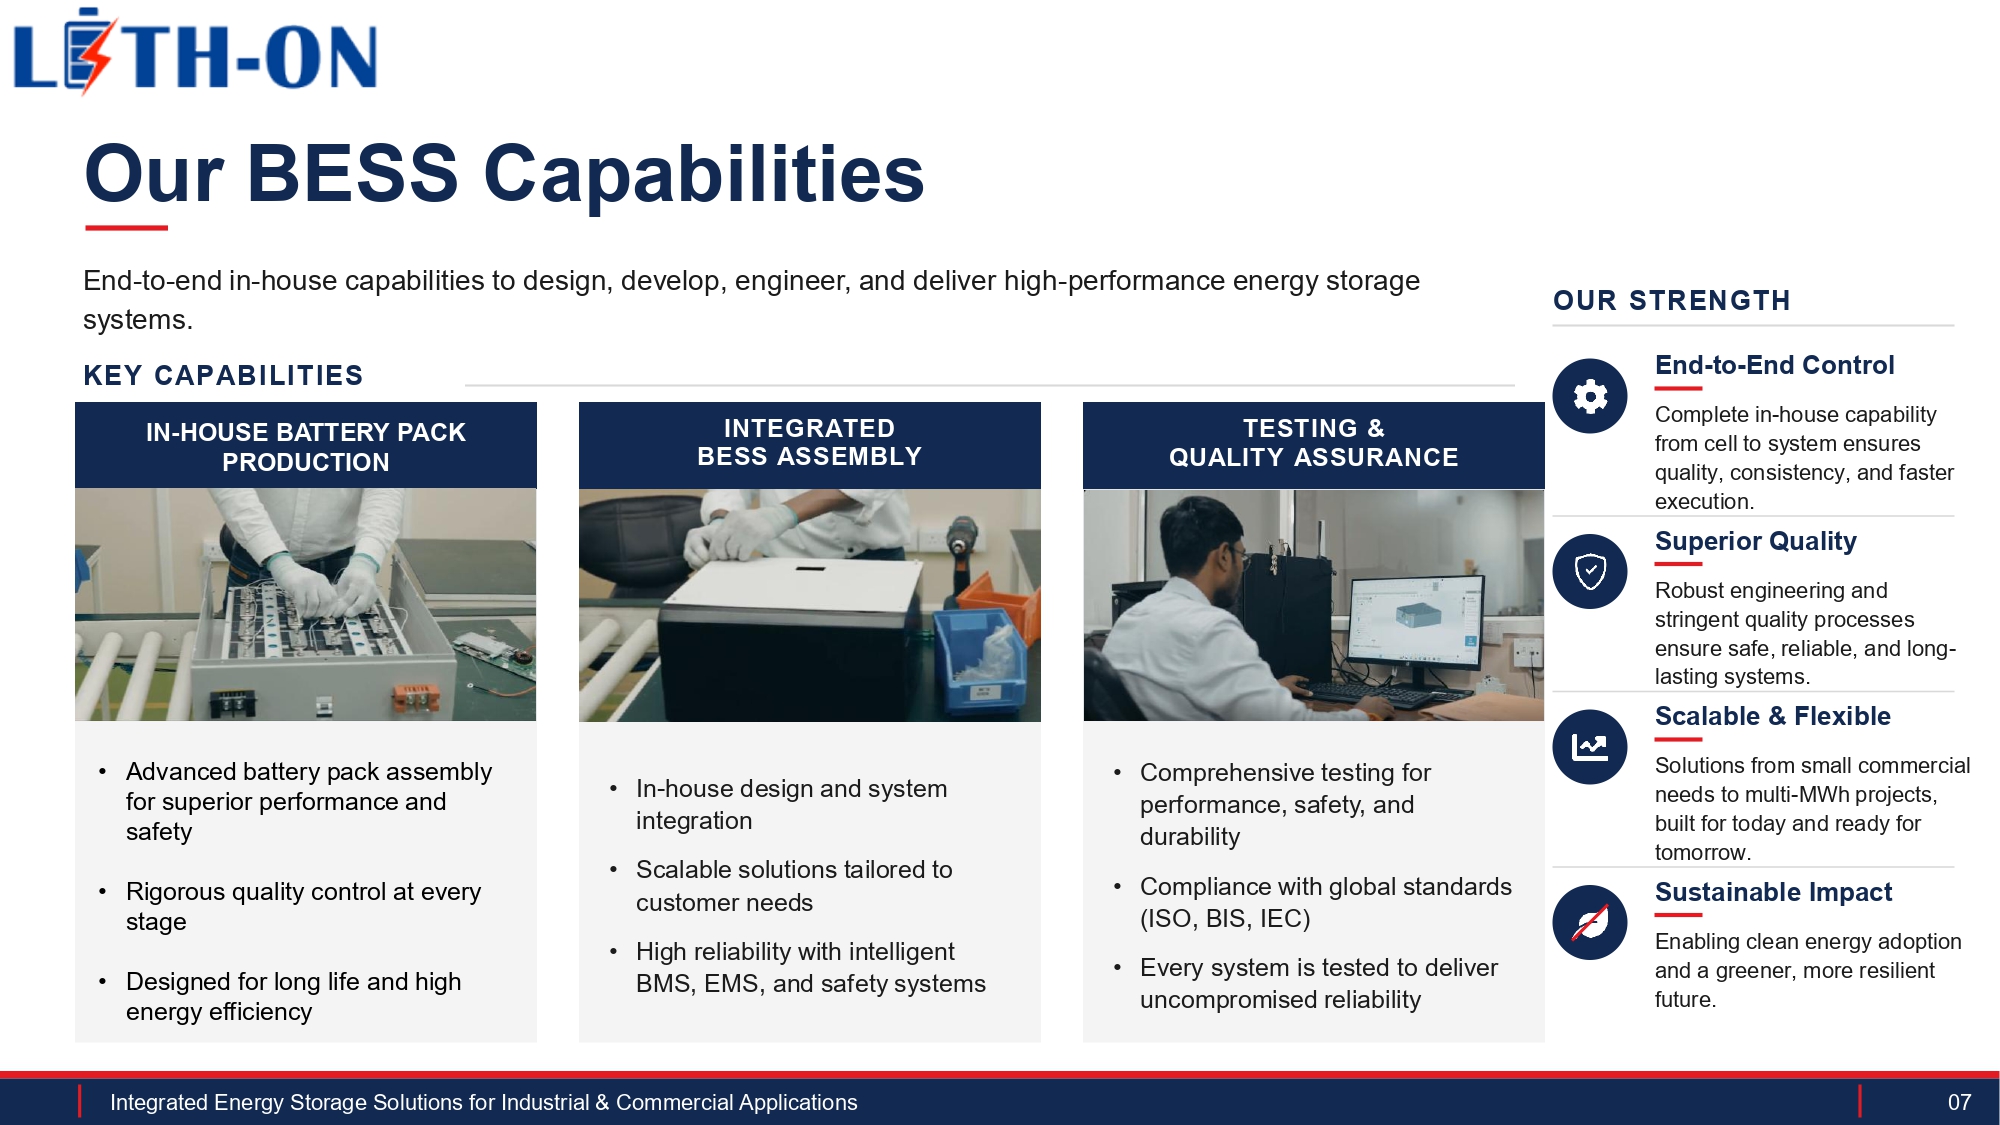 LITH-ON
Our BESS Capabilities
End-to-end in-house capabilities to design, develop, engineer, and deliver high-performance energy storage
systems.
KEY CAPABILITIES
IN-HOUSE BATTERY PACK
PRODUCTION
• Advanced battery pack assembly
for superior performance and
safety
• Rigorous quality control at every
stage
• Designed for long life and high
energy efficiency
INTEGRATED
BESS ASSEMBLY
• In-house design and system
integration
• Scalable solutions tailored to
customer needs
• High reliability with intelligent
BMS, EMS, and safety systems
TESTING &
QUALITY ASSURANCE
• Comprehensive testing for
performance, safety, and
durability
• Compliance with global standards
(ISO, BIS, IEC)
• Every system is tested to deliver
uncompromised reliability
OUR STRENGTH
End-to-End Control
Complete in-house capability
from cell to system ensures
quality, consistency, and faster
execution.
Superior Quality
Robust engineering and
stringent quality processes
ensure safe, reliable, and long-
lasting systems.
Scalable & Flexible
Solutions from small commercial
needs to multi-MWh projects,
built for today and ready for
tomorrow.
Sustainable Impact
Enabling clean energy adoption
and a greener, more resilient
future.
Integrated Energy Storage Solutions for Industrial & Commercial Applications
07